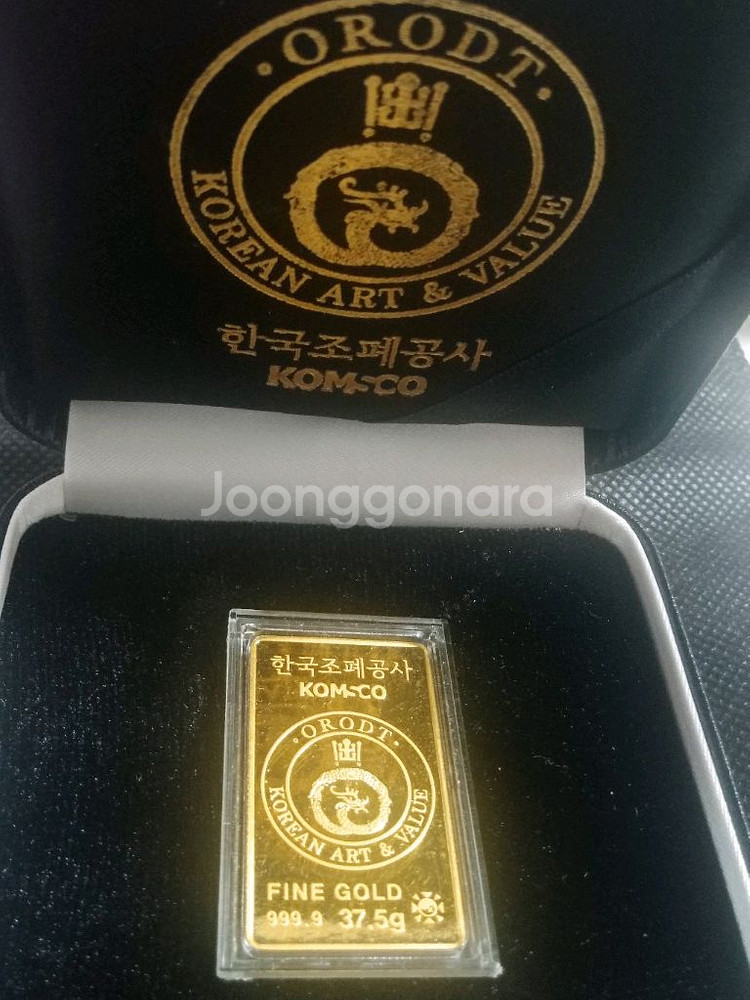 ·ORODT·
KOREAN ART & VALUE
한국조폐공사
KOMSCO
Joonggonara
한국조폐공사
KOMSCO
·ORODT·
KOREAN ART & VALUE
FINE GOLD
999.9 37.5g